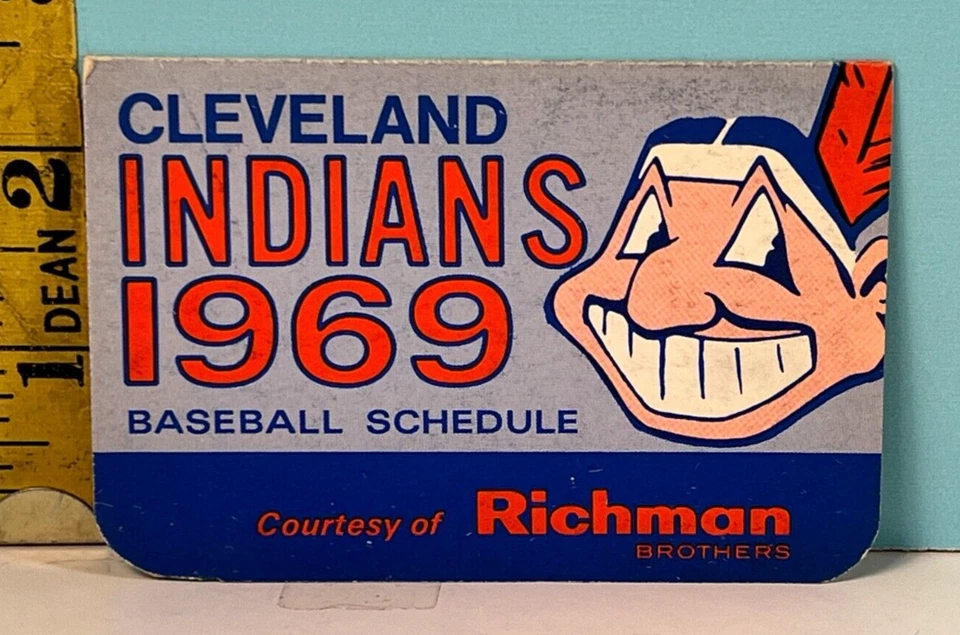 CLEVELAND
INDIANS
1969
BASEBALL SCHEDULE
Courtesy of Richman
BROTHERS
1 DEAN 2